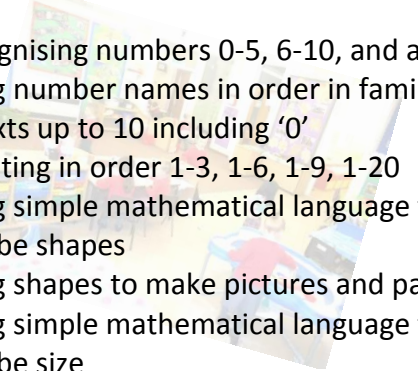 gnising numbers 0-5, 6-10, and a
g number names in order in fami
xts up to 10 including ‘0’
ting in order 1-3, 1-6, 1-9, 1-20
g simple mathematical language
be shapes
g shapes to make pictures and pa
g simple mathematical language
be size